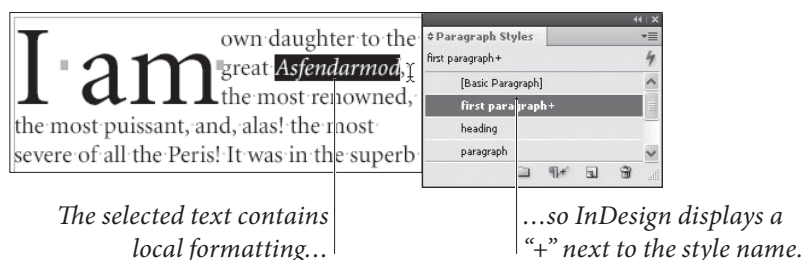 I am own daughter to the
great Asfendarmod,
the most renowned,
the most puissant, and, alas! the most
severe of all the Peris! It was in the superb
Paragraph Styles
first paragraph+
[Basic Paragraph]
first paragraph+
heading
paragraph
The selected text contains
local formatting…
…so InDesign displays a
“+” next to the style name.